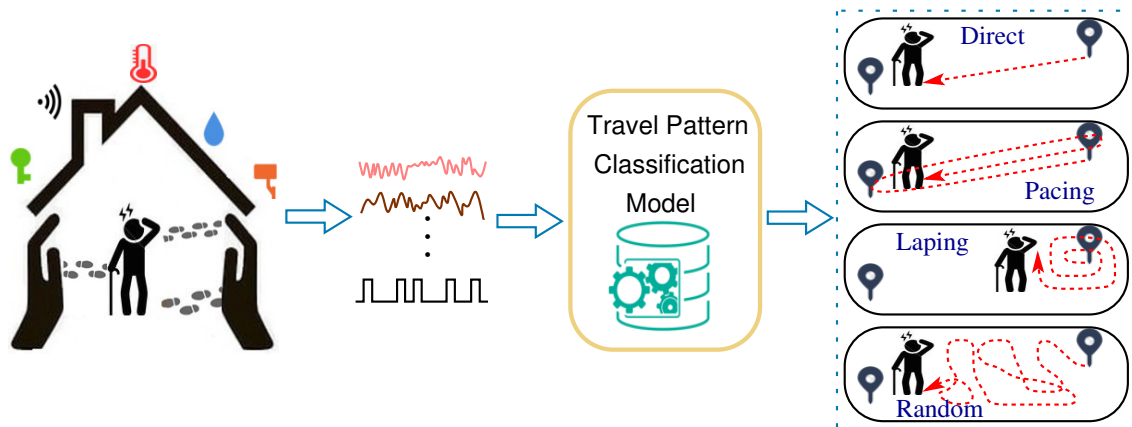 Travel Pattern
Classification
Model
Direct
Pacing
Laping
Random